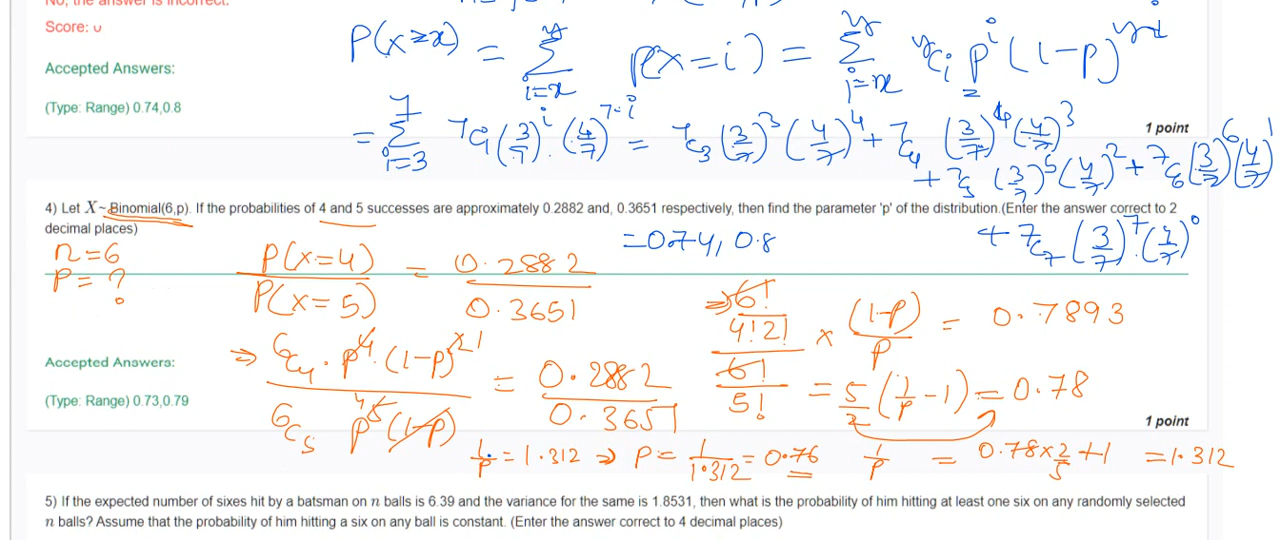 No, the answer is incorrect.
Score: 0
Accepted Answers:
(Type: Range) 0.74,0.8
1 point
P(X≥x) = Σ_{i=x}^{y} P(X=i) = Σ_{i=x}^{y} ʸC_i p^i (1-p)^{y-i}
= Σ_{i=3}^{7} ⁷C_i (3/7)^i · (4/7)^{7-i} = ⁷C_3 (3/7)^3 (4/7)^4 + ⁷C_4 (3/7)^4 (4/7)^3
+ ⁷C_5 (3/7)^5 (4/7)^2 + ⁷C_6 (3/7)^6 (4/7)^1
+ ⁷C_7 (3/7)^7 · (4/7)^0
= 0.74, 0.8
4) Let X~Binomial(6,p). If the probabilities of 4 and 5 successes are approximately 0.2882 and, 0.3651 respectively, then find the parameter 'p' of the distribution.(Enter the answer correct to 2
decimal places)
n = 6
p = ?
P(X=4) / P(X=5) = 0.2882 / 0.3651
⇒ ⁶C_4 · p^4 · (1-p)^2 / ⁶C_5 p^5 (1-p) = 0.2882 / 0.3651
⇒ (6!/4!2!) / (6!/5!) × (1-p)/p = 0.7893
= 5/2 (1/p - 1) = 0.78
1/p = 0.78 × 2/5 + 1 = 1.312
1/p = 1.312 ⇒ p = 1/1.312 = 0.76
Accepted Answers:
(Type: Range) 0.73,0.79
1 point
5) If the expected number of sixes hit by a batsman on n balls is 6.39 and the variance for the same is 1.8531, then what is the probability of him hitting at least one six on any randomly selected
n balls? Assume that the probability of him hitting a six on any ball is constant. (Enter the answer correct to 4 decimal places)